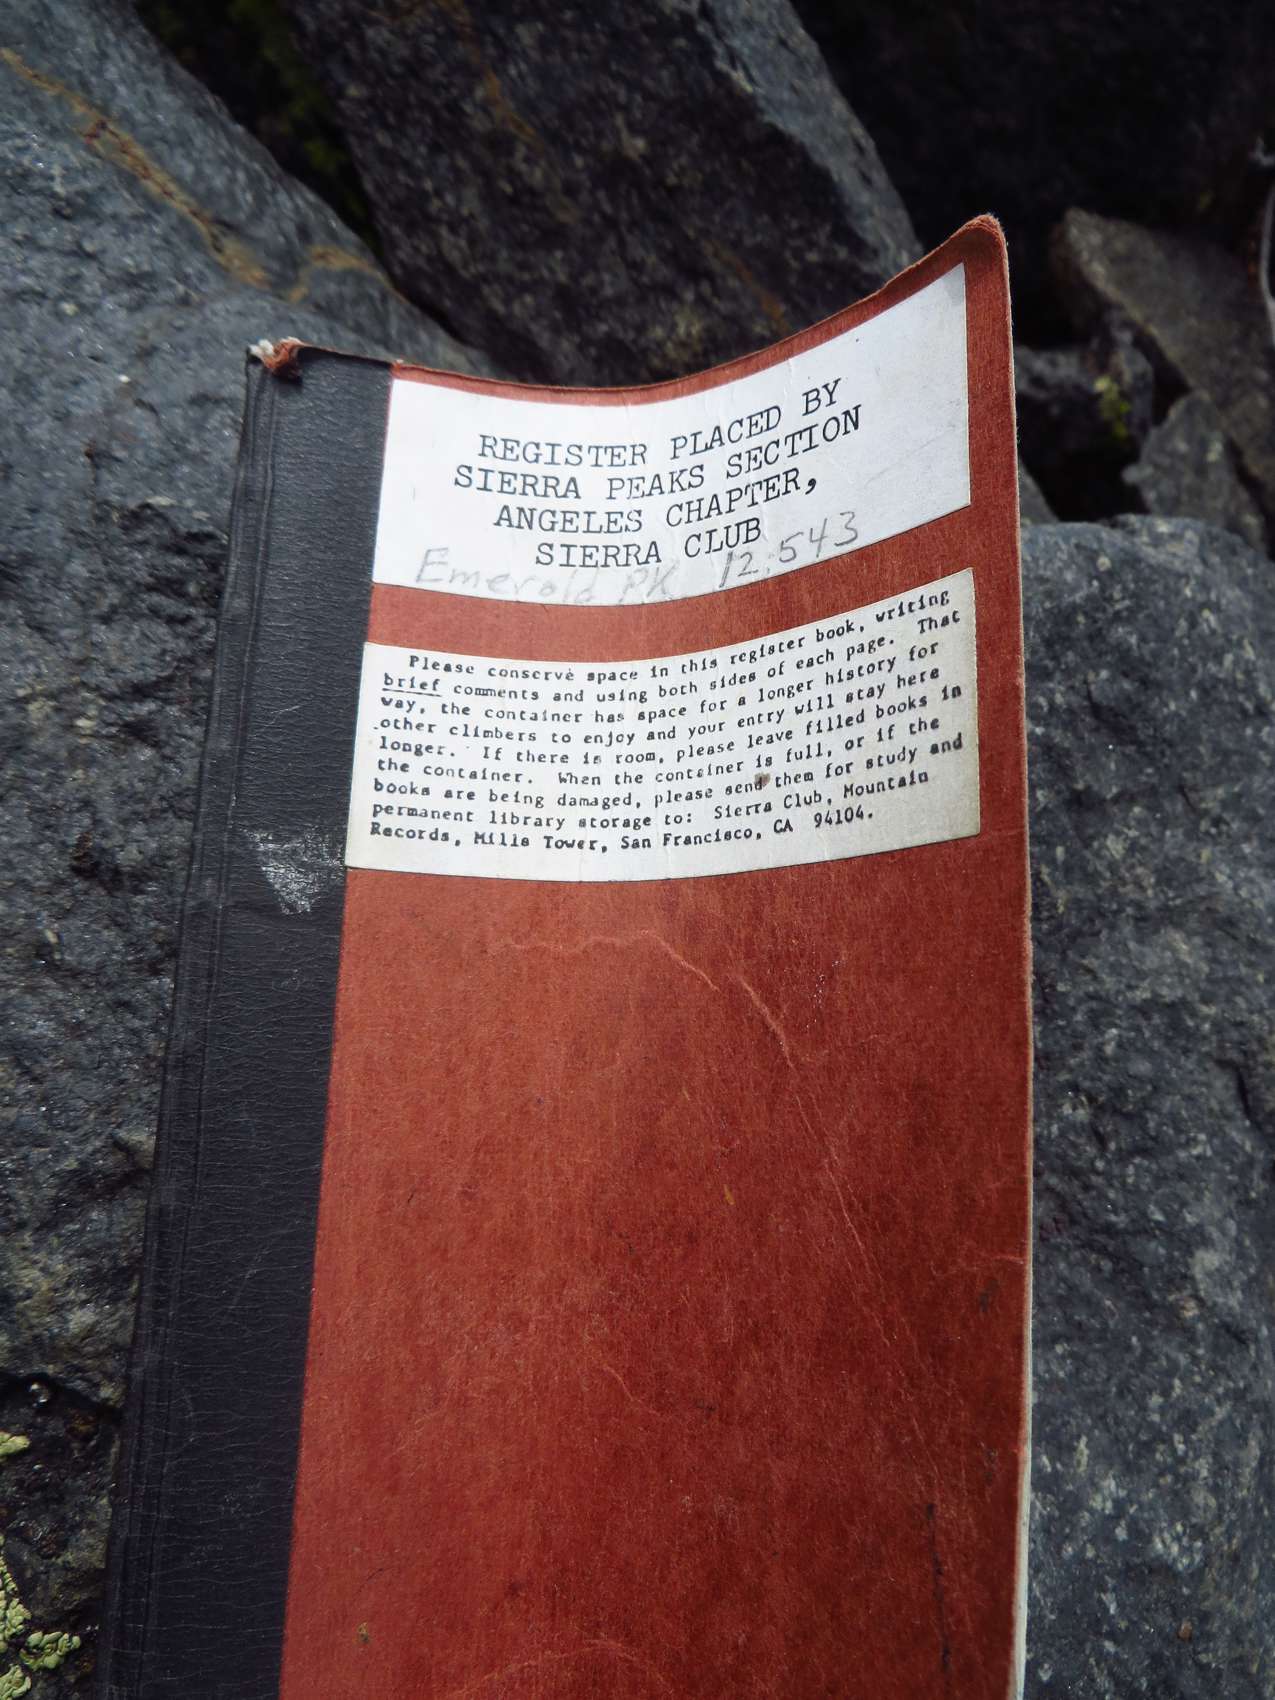 REGISTER PLACED BY
SIERRA PEAKS SECTION
ANGELES CHAPTER,
SIERRA CLUB
Emerald PK 12,543
Please conserve space in this register book, writing
brief comments and using both sides of each page. That
way, the container has space for a longer history for
other climbers to enjoy and your entry will stay here
longer. If there is room, please leave filled books in
the container. When the container is full, or if the
books are being damaged, please send them for study and
permanent library storage to: Sierra Club, Mountain
Records, Mills Tower, San Francisco, CA 94104.